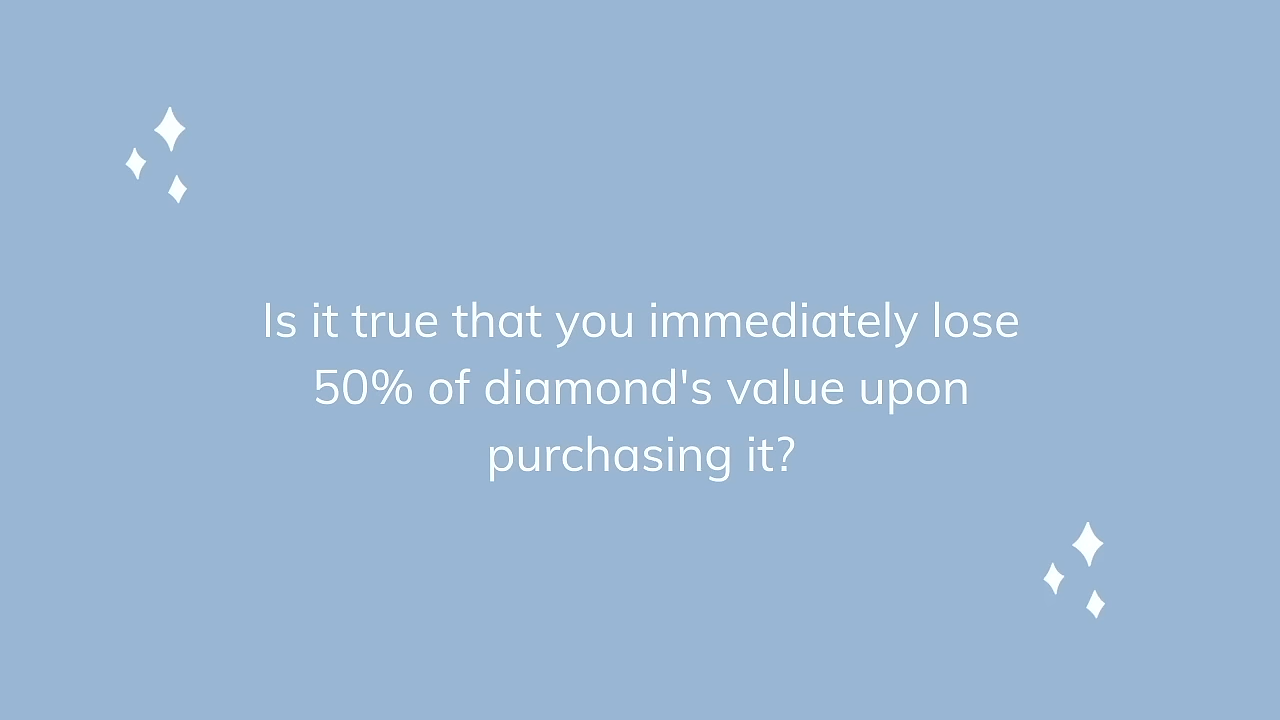 Is it true that you immediately lose
50% of diamond's value upon
purchasing it?